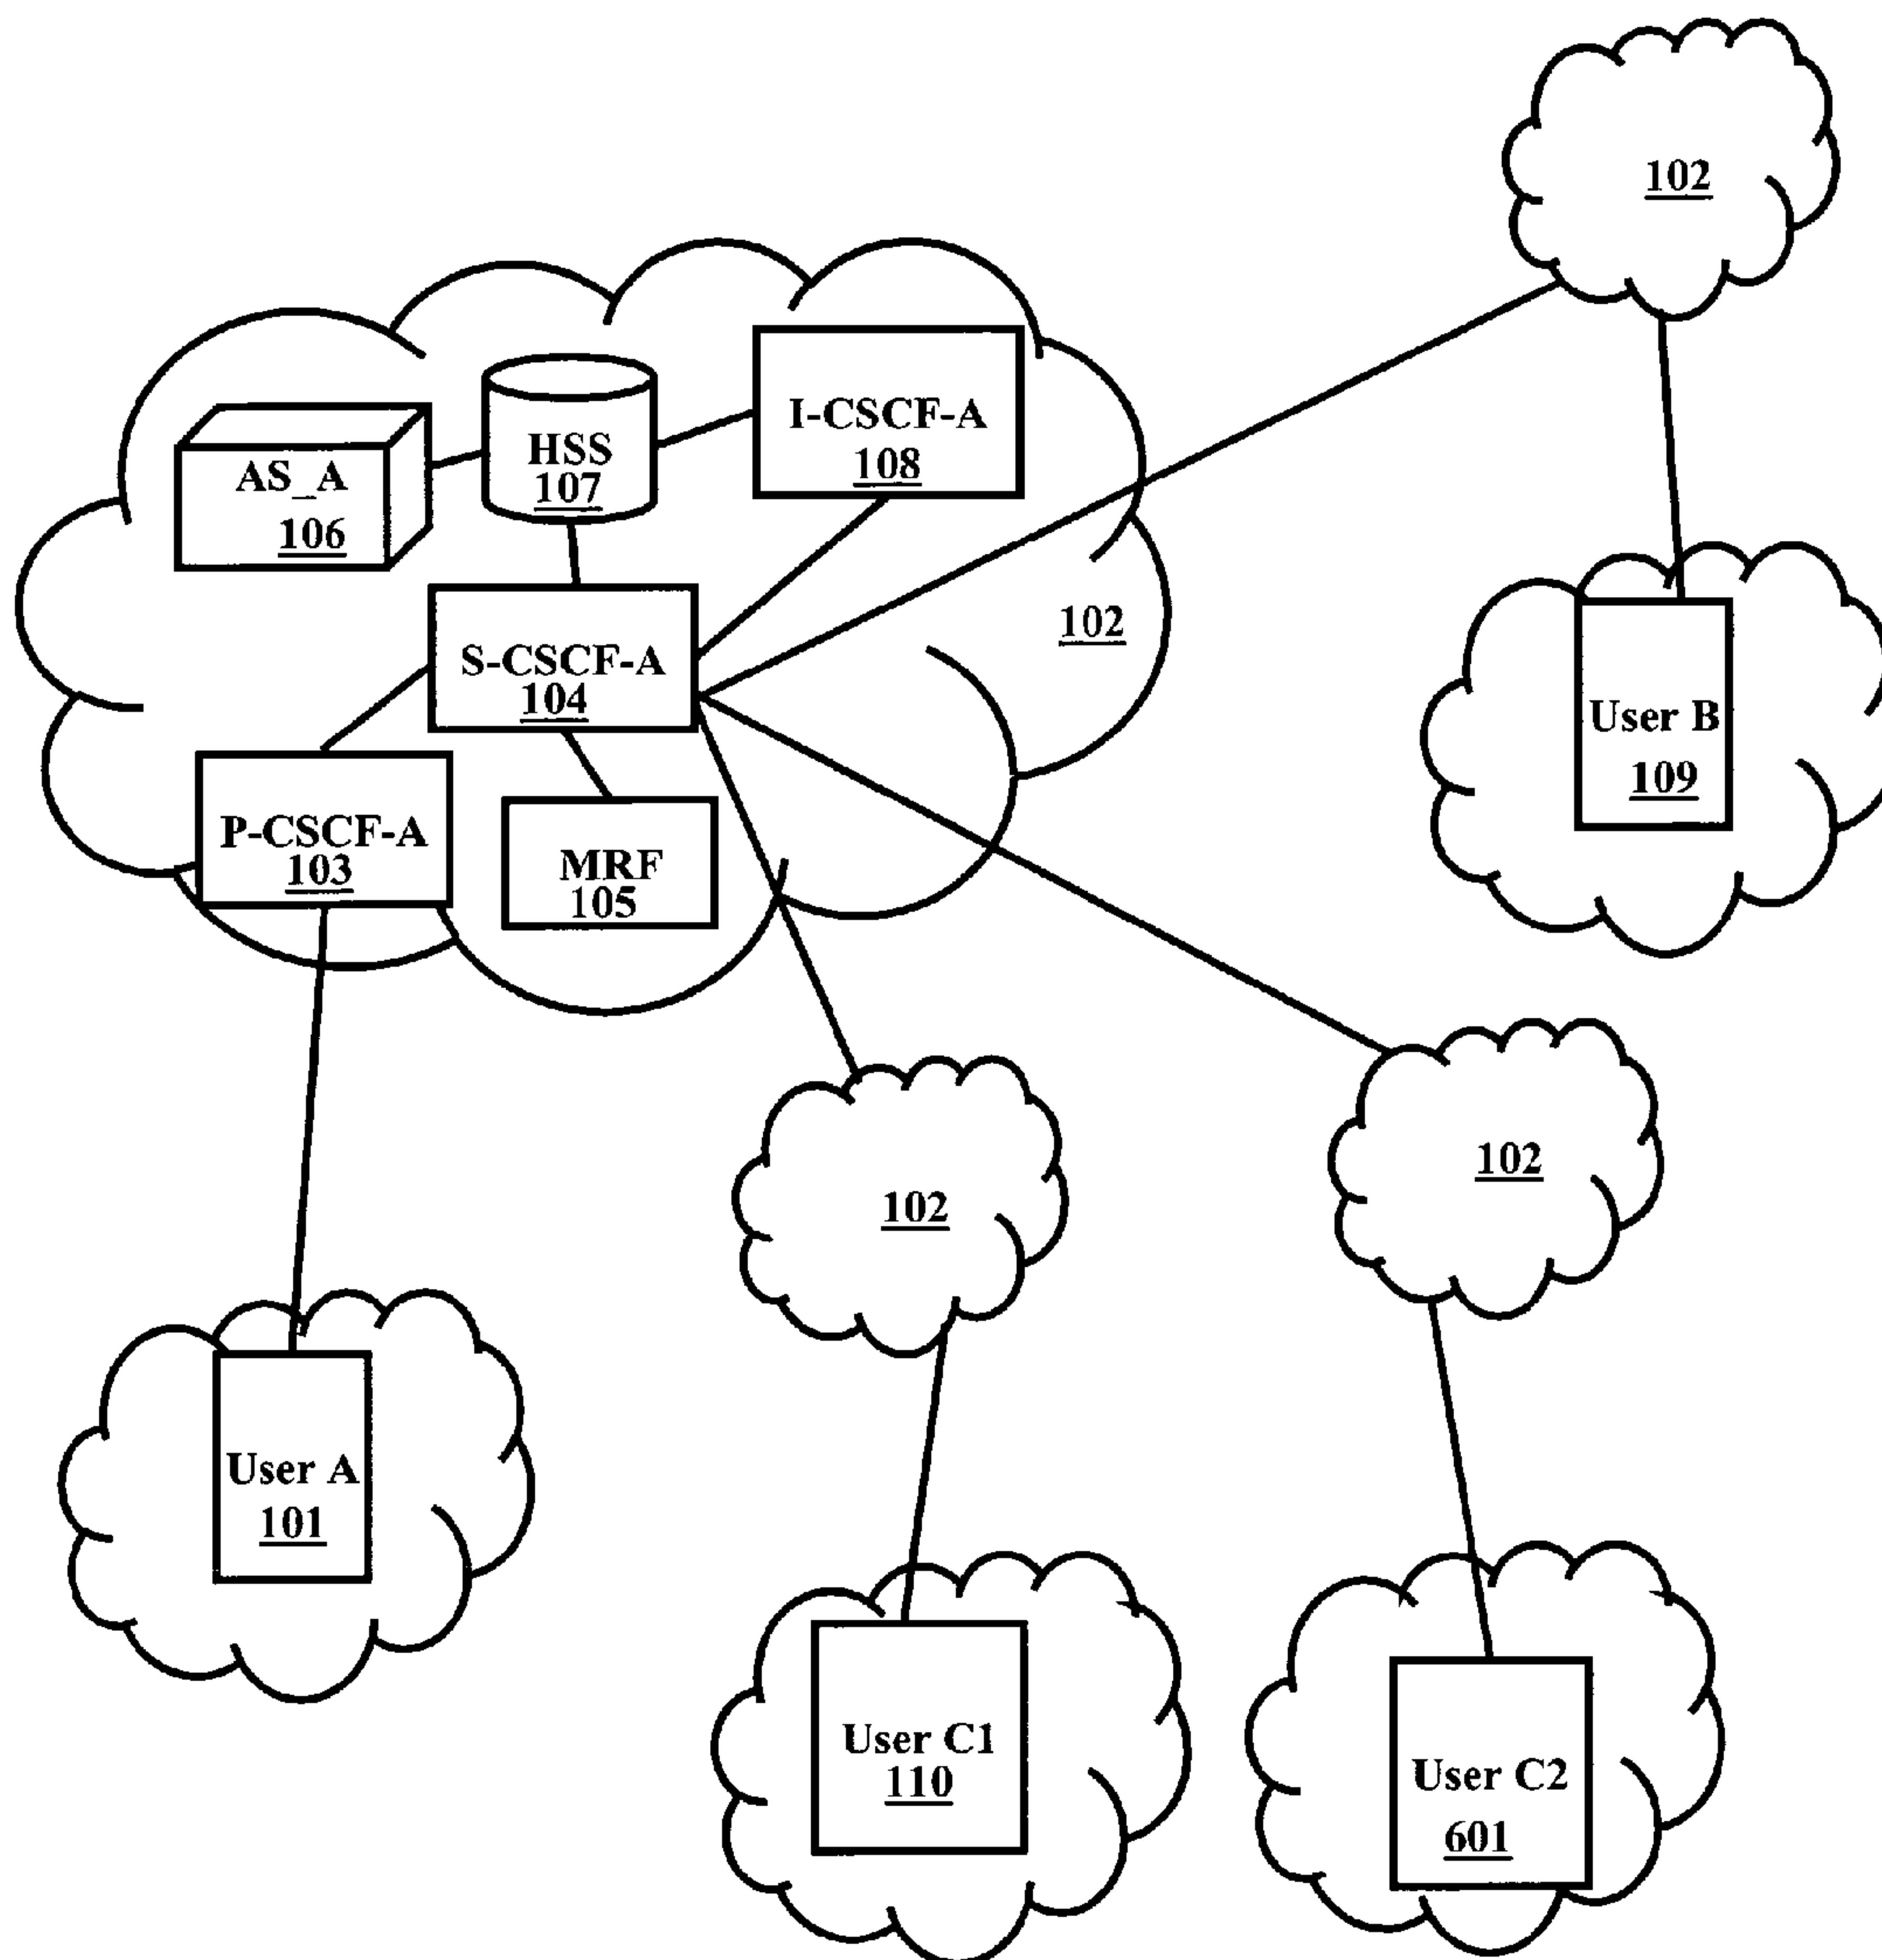 102
I-CSCF-A
108
HSS
107
AS_A
106
102
S-CSCF-A
104
User B
109
P-CSCF-A
103
MRF
105
102
102
User A
101
User C1
110
User C2
601